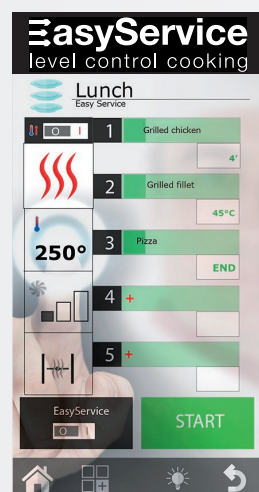 EasyService
level control cooking
Lunch
Easy Service
O I
1 Grilled chicken
4'
2 Grilled fillet
45°C
250°
3 Pizza
END
4 +
5 +
EasyService
O I
START